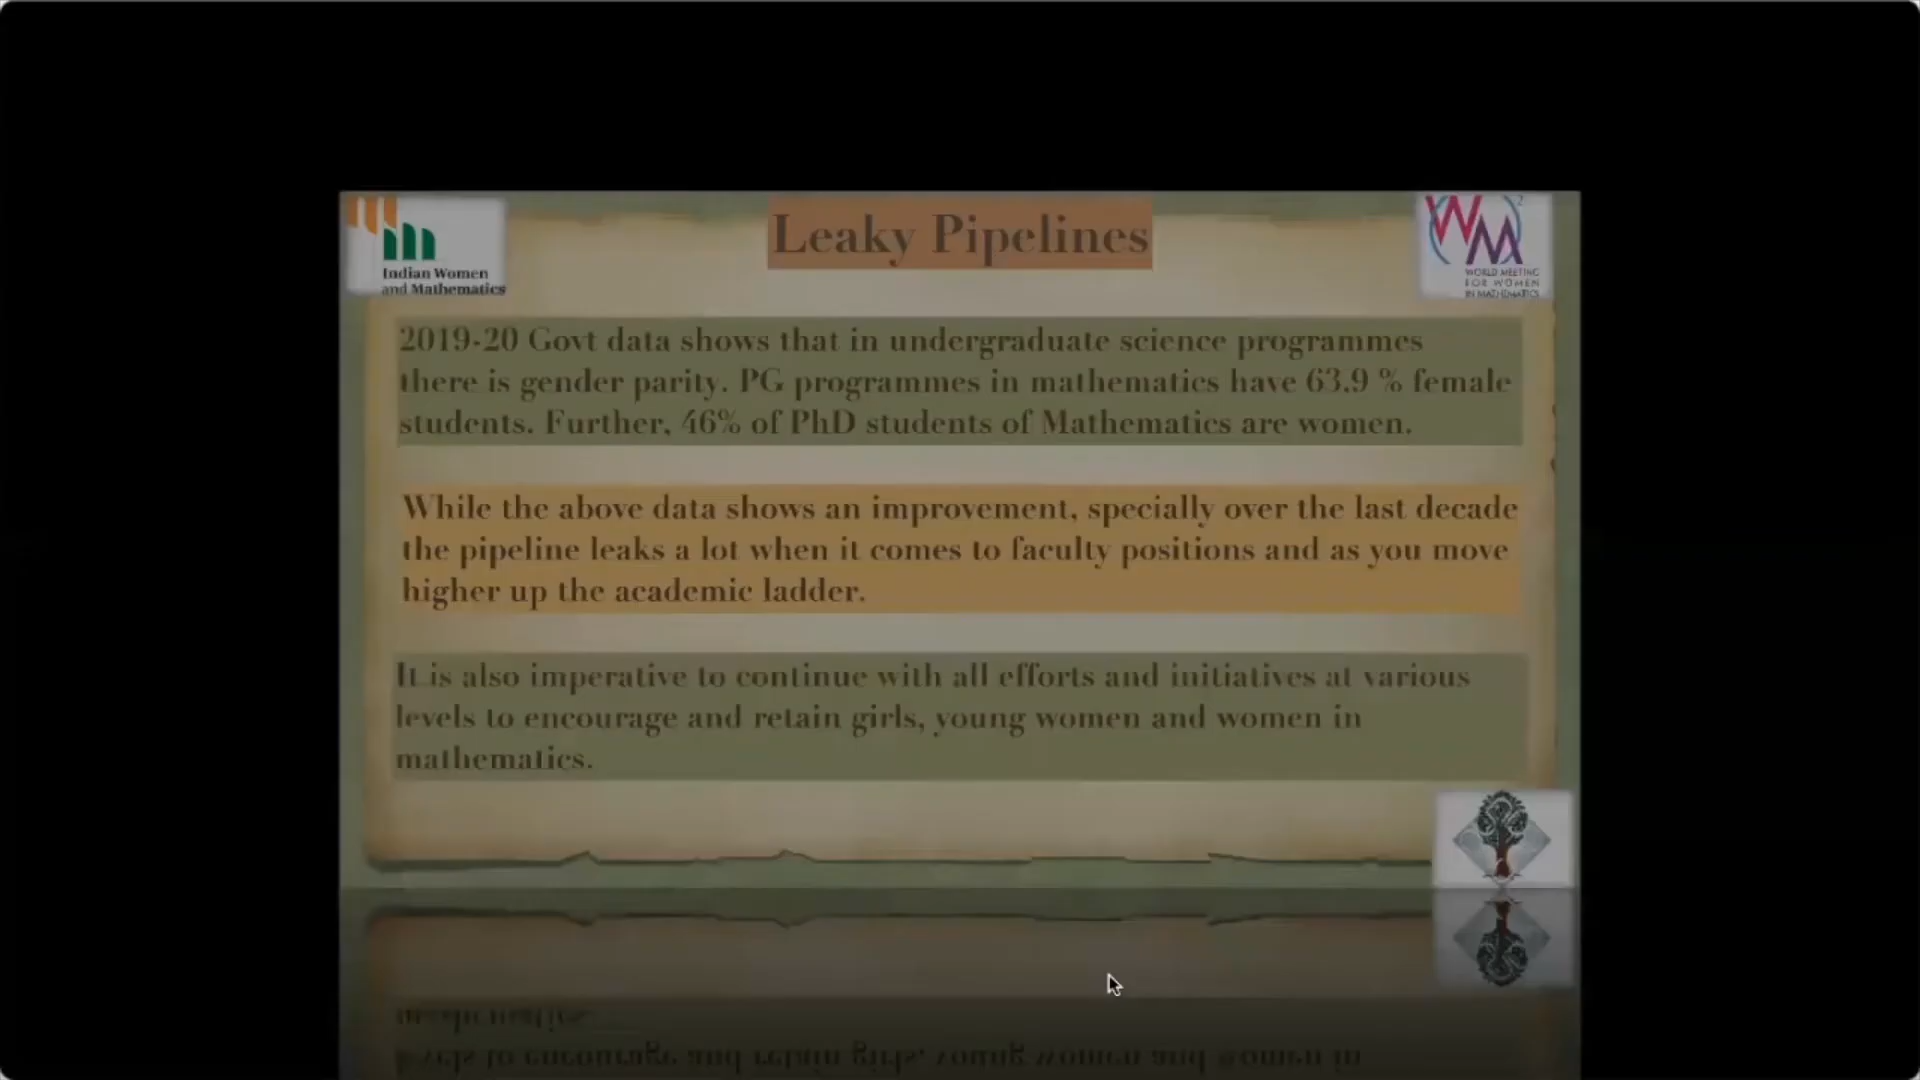 Leaky Pipelines
Indian Women
and Mathematics
WM
2
WORLD MEETING
FOR WOMEN
IN MATHEMATICS
2019-20 Govt data shows that in undergraduate science programmes
there is gender parity. PG programmes in mathematics have 63.9 % female
students. Further, 46% of PhD students of Mathematics are women.
While the above data shows an improvement, specially over the last decade
the pipeline leaks a lot when it comes to faculty positions and as you move
higher up the academic ladder.
It is also imperative to continue with all efforts and initiatives at various
levels to encourage and retain girls, young women and women in
mathematics.